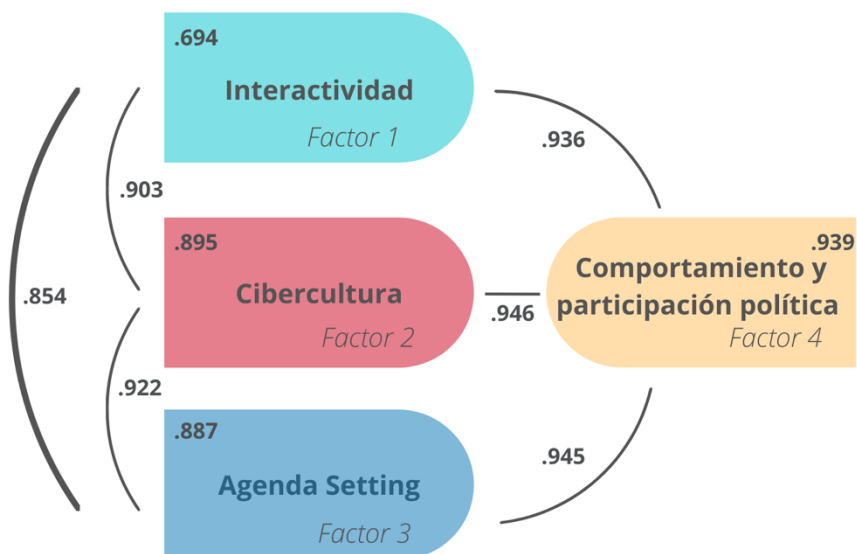 .694
Interactividad
Factor 1
.936
.903
.895
Cibercultura
Factor 2
.939
Comportamiento y
participación política
Factor 4
.946
.854
.922
.887
Agenda Setting
Factor 3
.945